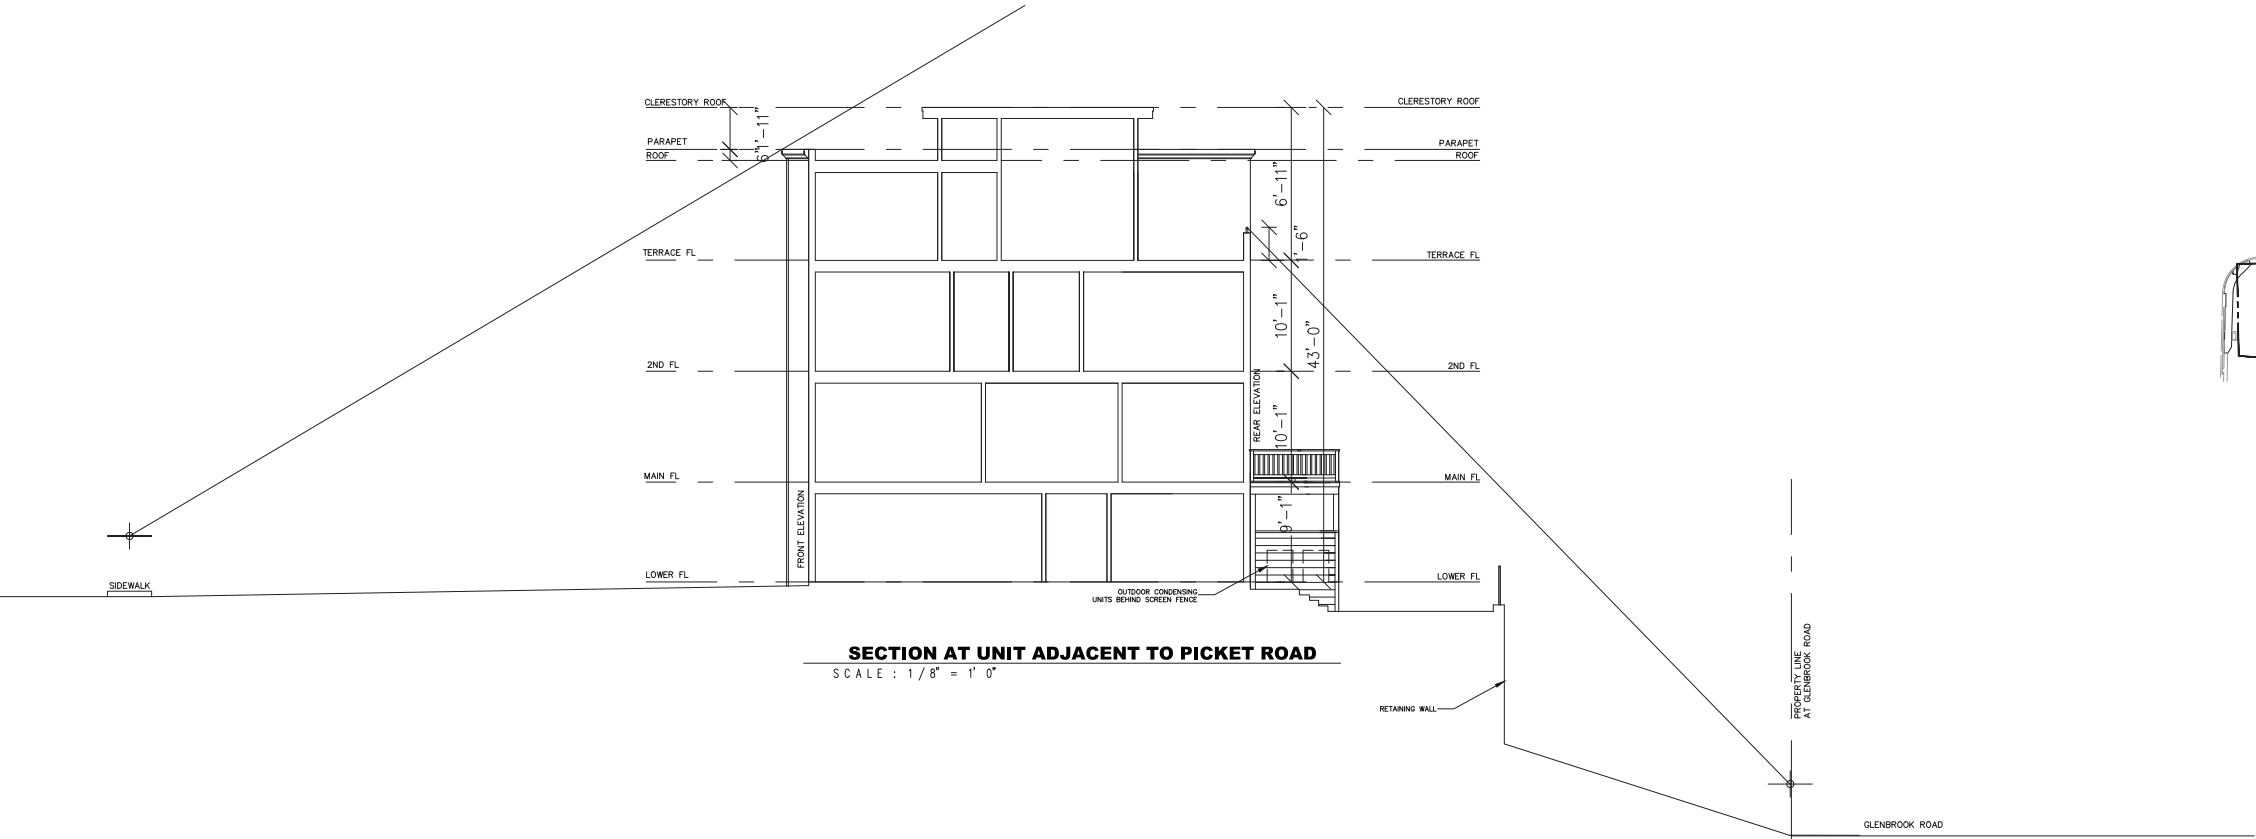 CLERESTORY ROOF
CLERESTORY ROOF
PARAPET
PARAPET
ROOF
ROOF
6'-11"
1'-6"
TERRACE FL
TERRACE FL
10'-1"
43'-0"
2ND FL
2ND FL
REAR ELEVATION
10'-1"
MAIN FL
MAIN FL
FRONT ELEVATION
9'-1"
LOWER FL
LOWER FL
SIDEWALK
OUTDOOR CONDENSING
UNITS BEHIND SCREEN FENCE
SECTION AT UNIT ADJACENT TO PICKET ROAD
SCALE : 1/8" = 1' 0"
PROPERTY LINE
AT GLENBROOK ROAD
RETAINING WALL
GLENBROOK ROAD